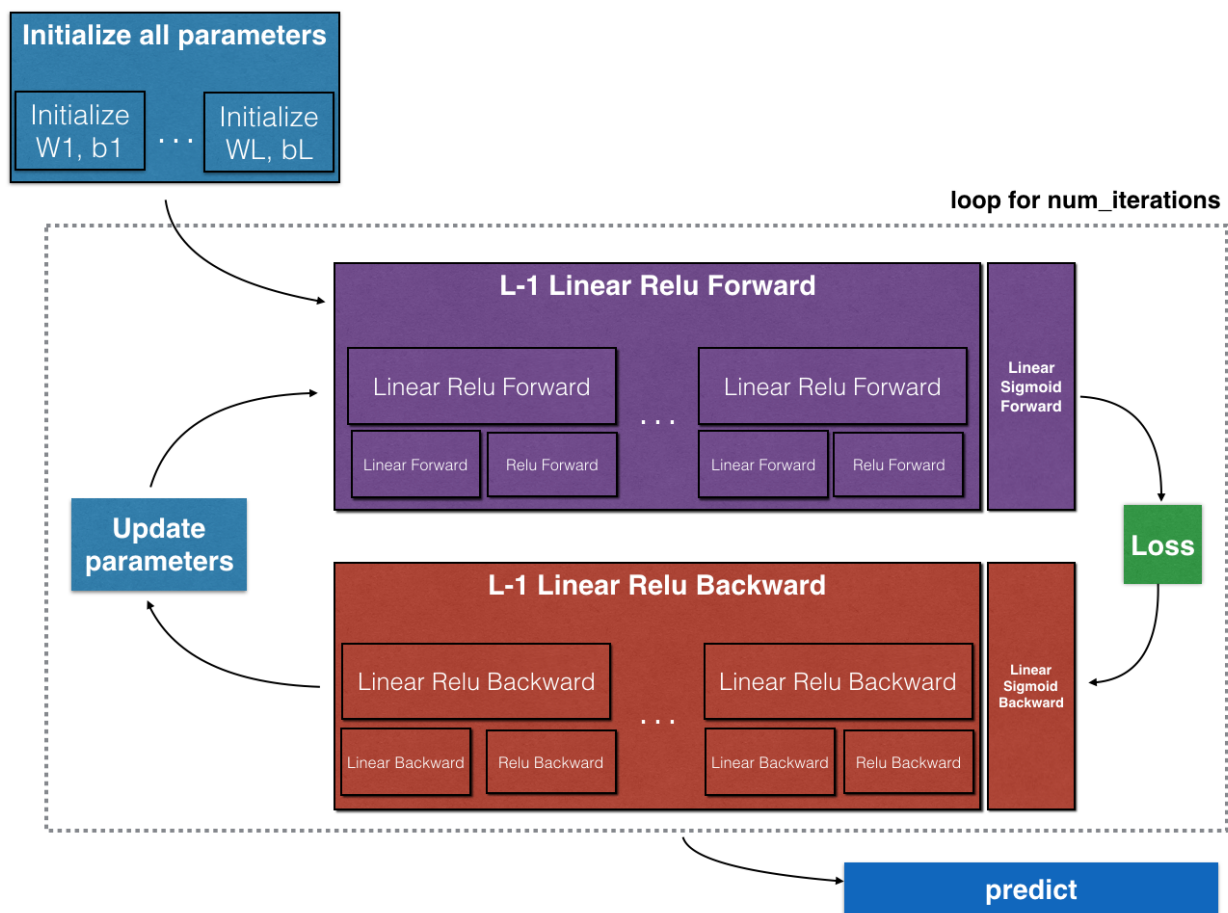 Initialize all parameters
Initialize
W1, b1
...
Initialize
WL, bL
loop for num_iterations
L-1 Linear Relu Forward
Linear Relu Forward
...
Linear Relu Forward
Linear Forward
Relu Forward
Linear Forward
Relu Forward
Linear
Sigmoid
Forward
Update
parameters
Loss
L-1 Linear Relu Backward
Linear Relu Backward
...
Linear Relu Backward
Linear Backward
Relu Backward
Linear Backward
Relu Backward
Linear
Sigmoid
Backward
predict